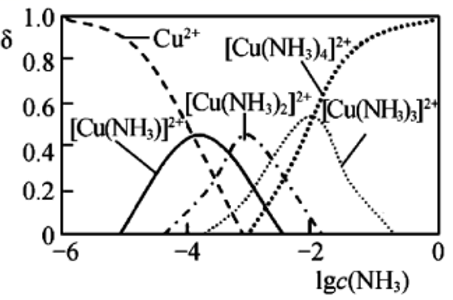 δ
1.0
0.8
0.6
0.4
0.2
0
Cu²⁺
[Cu(NH₃)₄]²⁺
[Cu(NH₃)₂]²⁺
[Cu(NH₃)₃]²⁺
[Cu(NH₃)]²⁺
−6 −4 −2 0
lgc(NH₃)